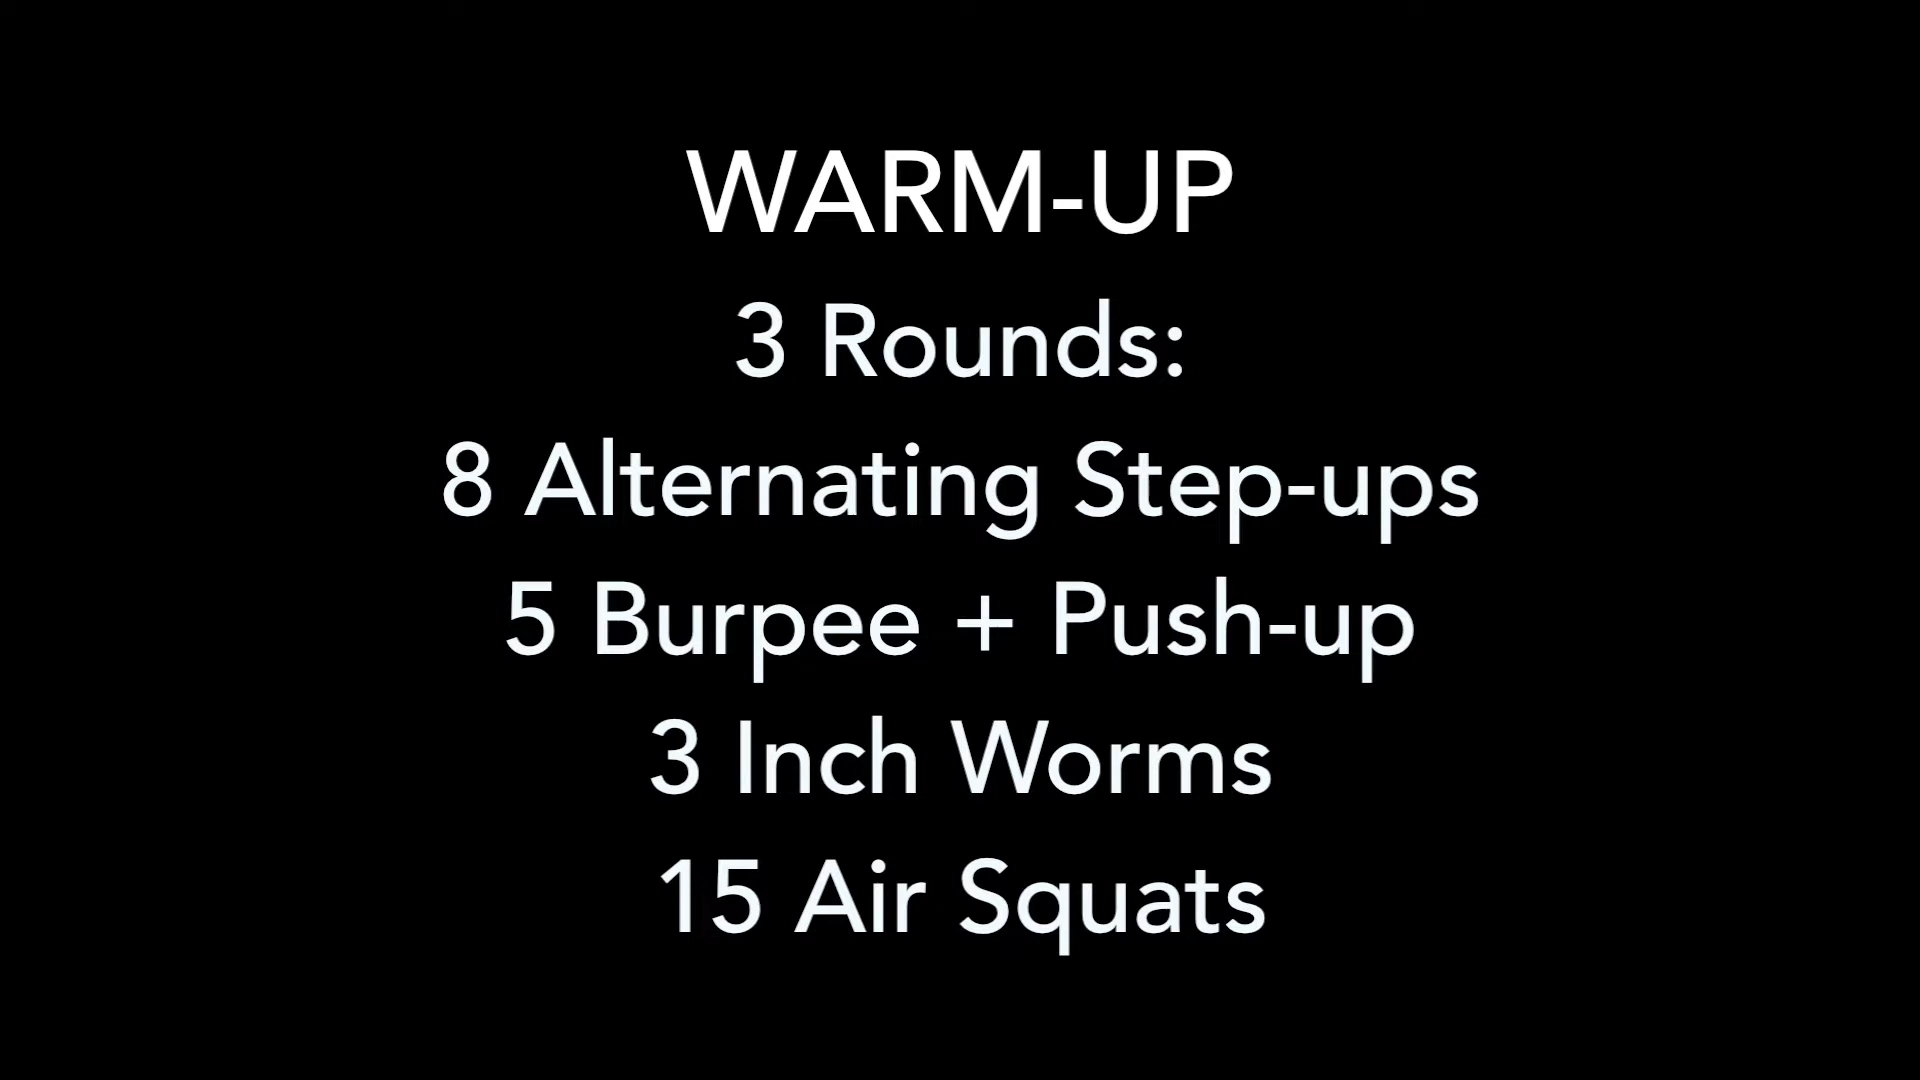 WARM-UP
3 Rounds:
8 Alternating Step-ups
5 Burpee + Push-up
3 Inch Worms
15 Air Squats